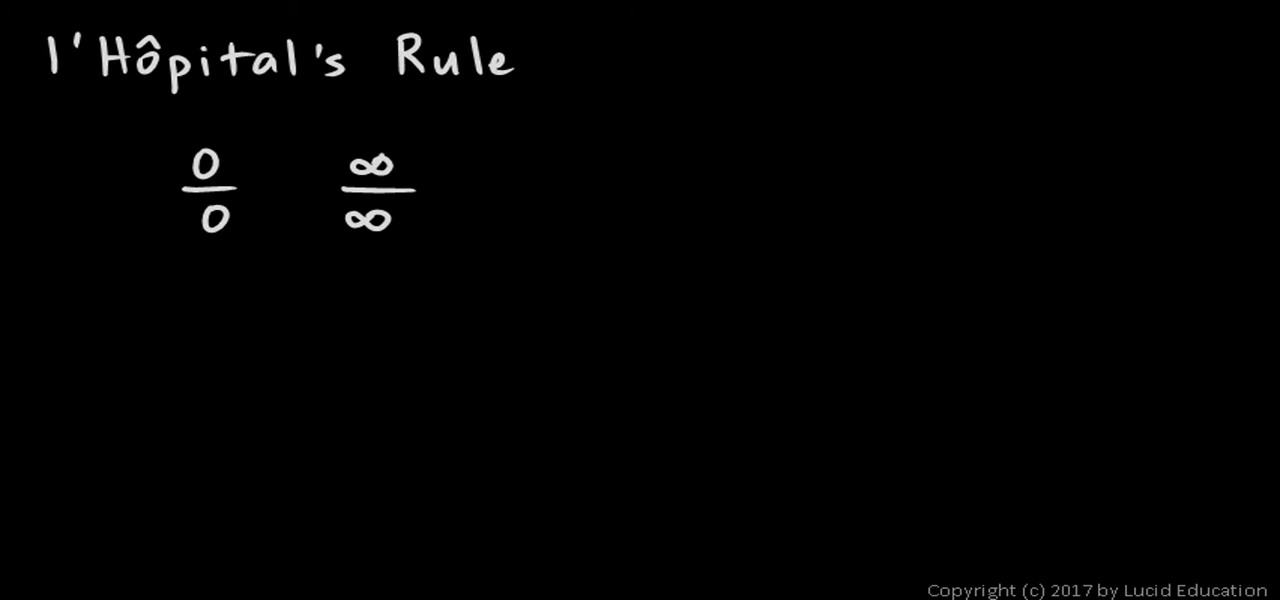 l'Hôpital's Rule
0/0 ∞/∞
Copyright (c) 2017 by Lucid Education